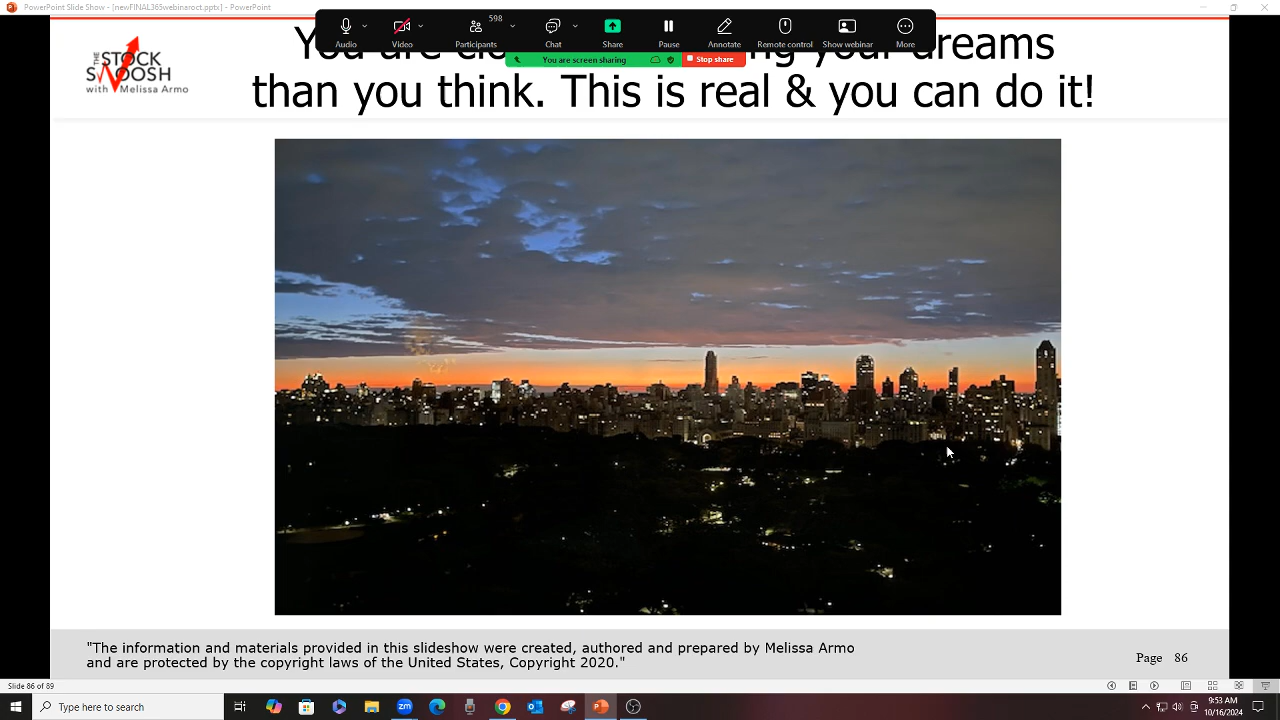 PowerPoint Slide Show - [newFINAL365webinaroct.pptx] - PowerPoint
598
Audio Video Participants Chat Share Pause Annotate Remote control Show webinar More
You are screen sharing Stop share
THE STOCK
SWOOSH
with Melissa Armo
You are your dreams
than you think. This is real & you can do it!
"The information and materials provided in this slideshow were created, authored and prepared by Melissa Armo
and are protected by the copyright laws of the United States, Copyright 2020."
Page 86
Slide 86 of 89
Type here to search
9:53 AM
10/16/2024